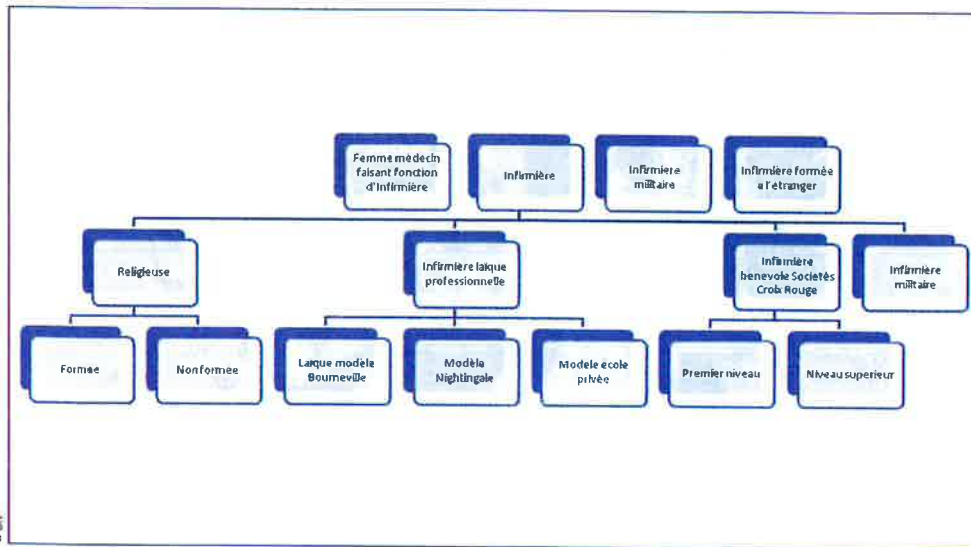 Femme médecin
faisant fonction
d'Infirmière
Infirmière
Infirmière
militaire
Infirmière formée
a l'étranger
Religieuse
Infirmière laïque
professionnelle
Infirmière
bénévole Sociétés
Croix Rouge
Infirmière
militaire
Formée
Non formée
Laïque modèle
Bourneville
Modèle
Nightingale
Modèle école
privée
Premier niveau
Niveau supérieur